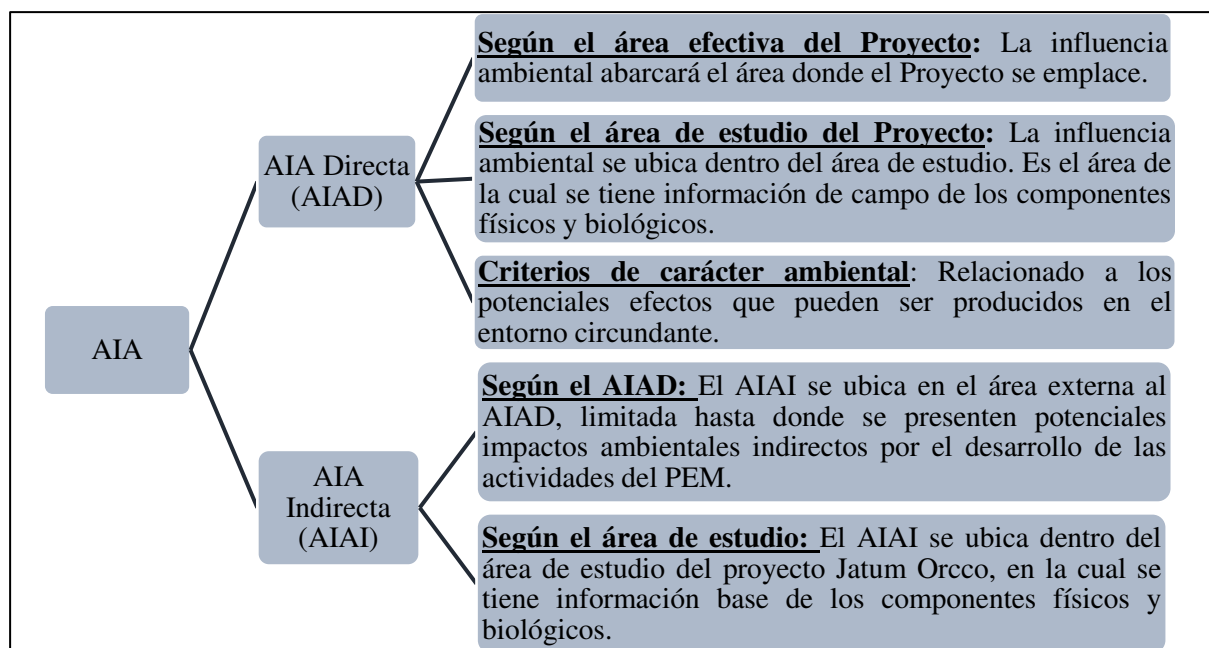 AIA
AIA Directa
(AIAD)
Según el área efectiva del Proyecto: La influencia
ambiental abarcará el área donde el Proyecto se emplace.
Según el área de estudio del Proyecto: La influencia
ambiental se ubica dentro del área de estudio. Es el área de
la cual se tiene información de campo de los componentes
físicos y biológicos.
Criterios de carácter ambiental: Relacionado a los
potenciales efectos que pueden ser producidos en el
entorno circundante.
AIA
Indirecta
(AIAI)
Según el AIAD: El AIAI se ubica en el área externa al
AIAD, limitada hasta donde se presenten potenciales
impactos ambientales indirectos por el desarrollo de las
actividades del PEM.
Según el área de estudio: El AIAI se ubica dentro del
área de estudio del proyecto Jatum Orcco, en la cual se
tiene información base de los componentes físicos y
biológicos.